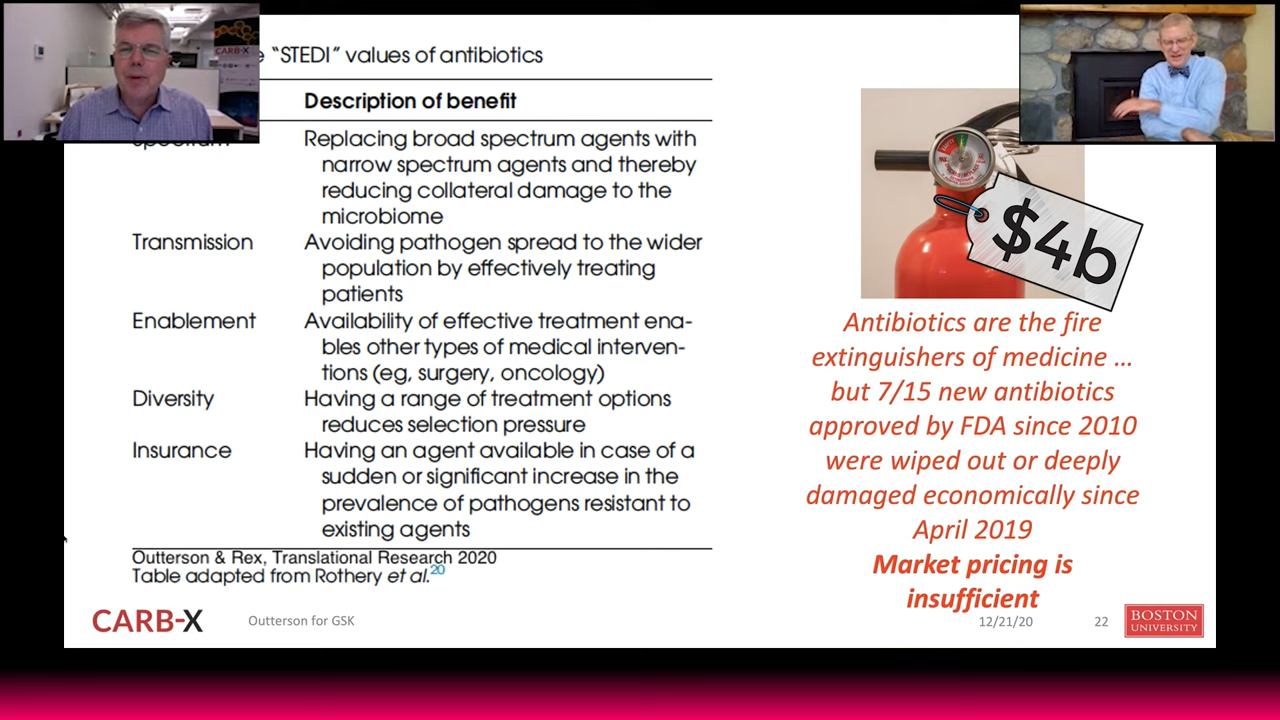 CARB-X
e “STEDI” values of antibiotics
Description of benefit
Spectrum
Replacing broad spectrum agents with
narrow spectrum agents and thereby
reducing collateral damage to the
microbiome
Transmission
Avoiding pathogen spread to the wider
population by effectively treating
patients
Enablement
Availability of effective treatment ena-
bles other types of medical interven-
tions (eg, surgery, oncology)
Diversity
Having a range of treatment options
reduces selection pressure
Insurance
Having an agent available in case of a
sudden or significant increase in the
prevalence of pathogens resistant to
existing agents
Outterson & Rex, Translational Research 2020
Table adapted from Rothery et al.20
$4b
Antibiotics are the fire
extinguishers of medicine …
but 7/15 new antibiotics
approved by FDA since 2010
were wiped out or deeply
damaged economically since
April 2019
Market pricing is
insufficient
CARB-X
Outterson for GSK
12/21/20
22
BOSTON
UNIVERSITY